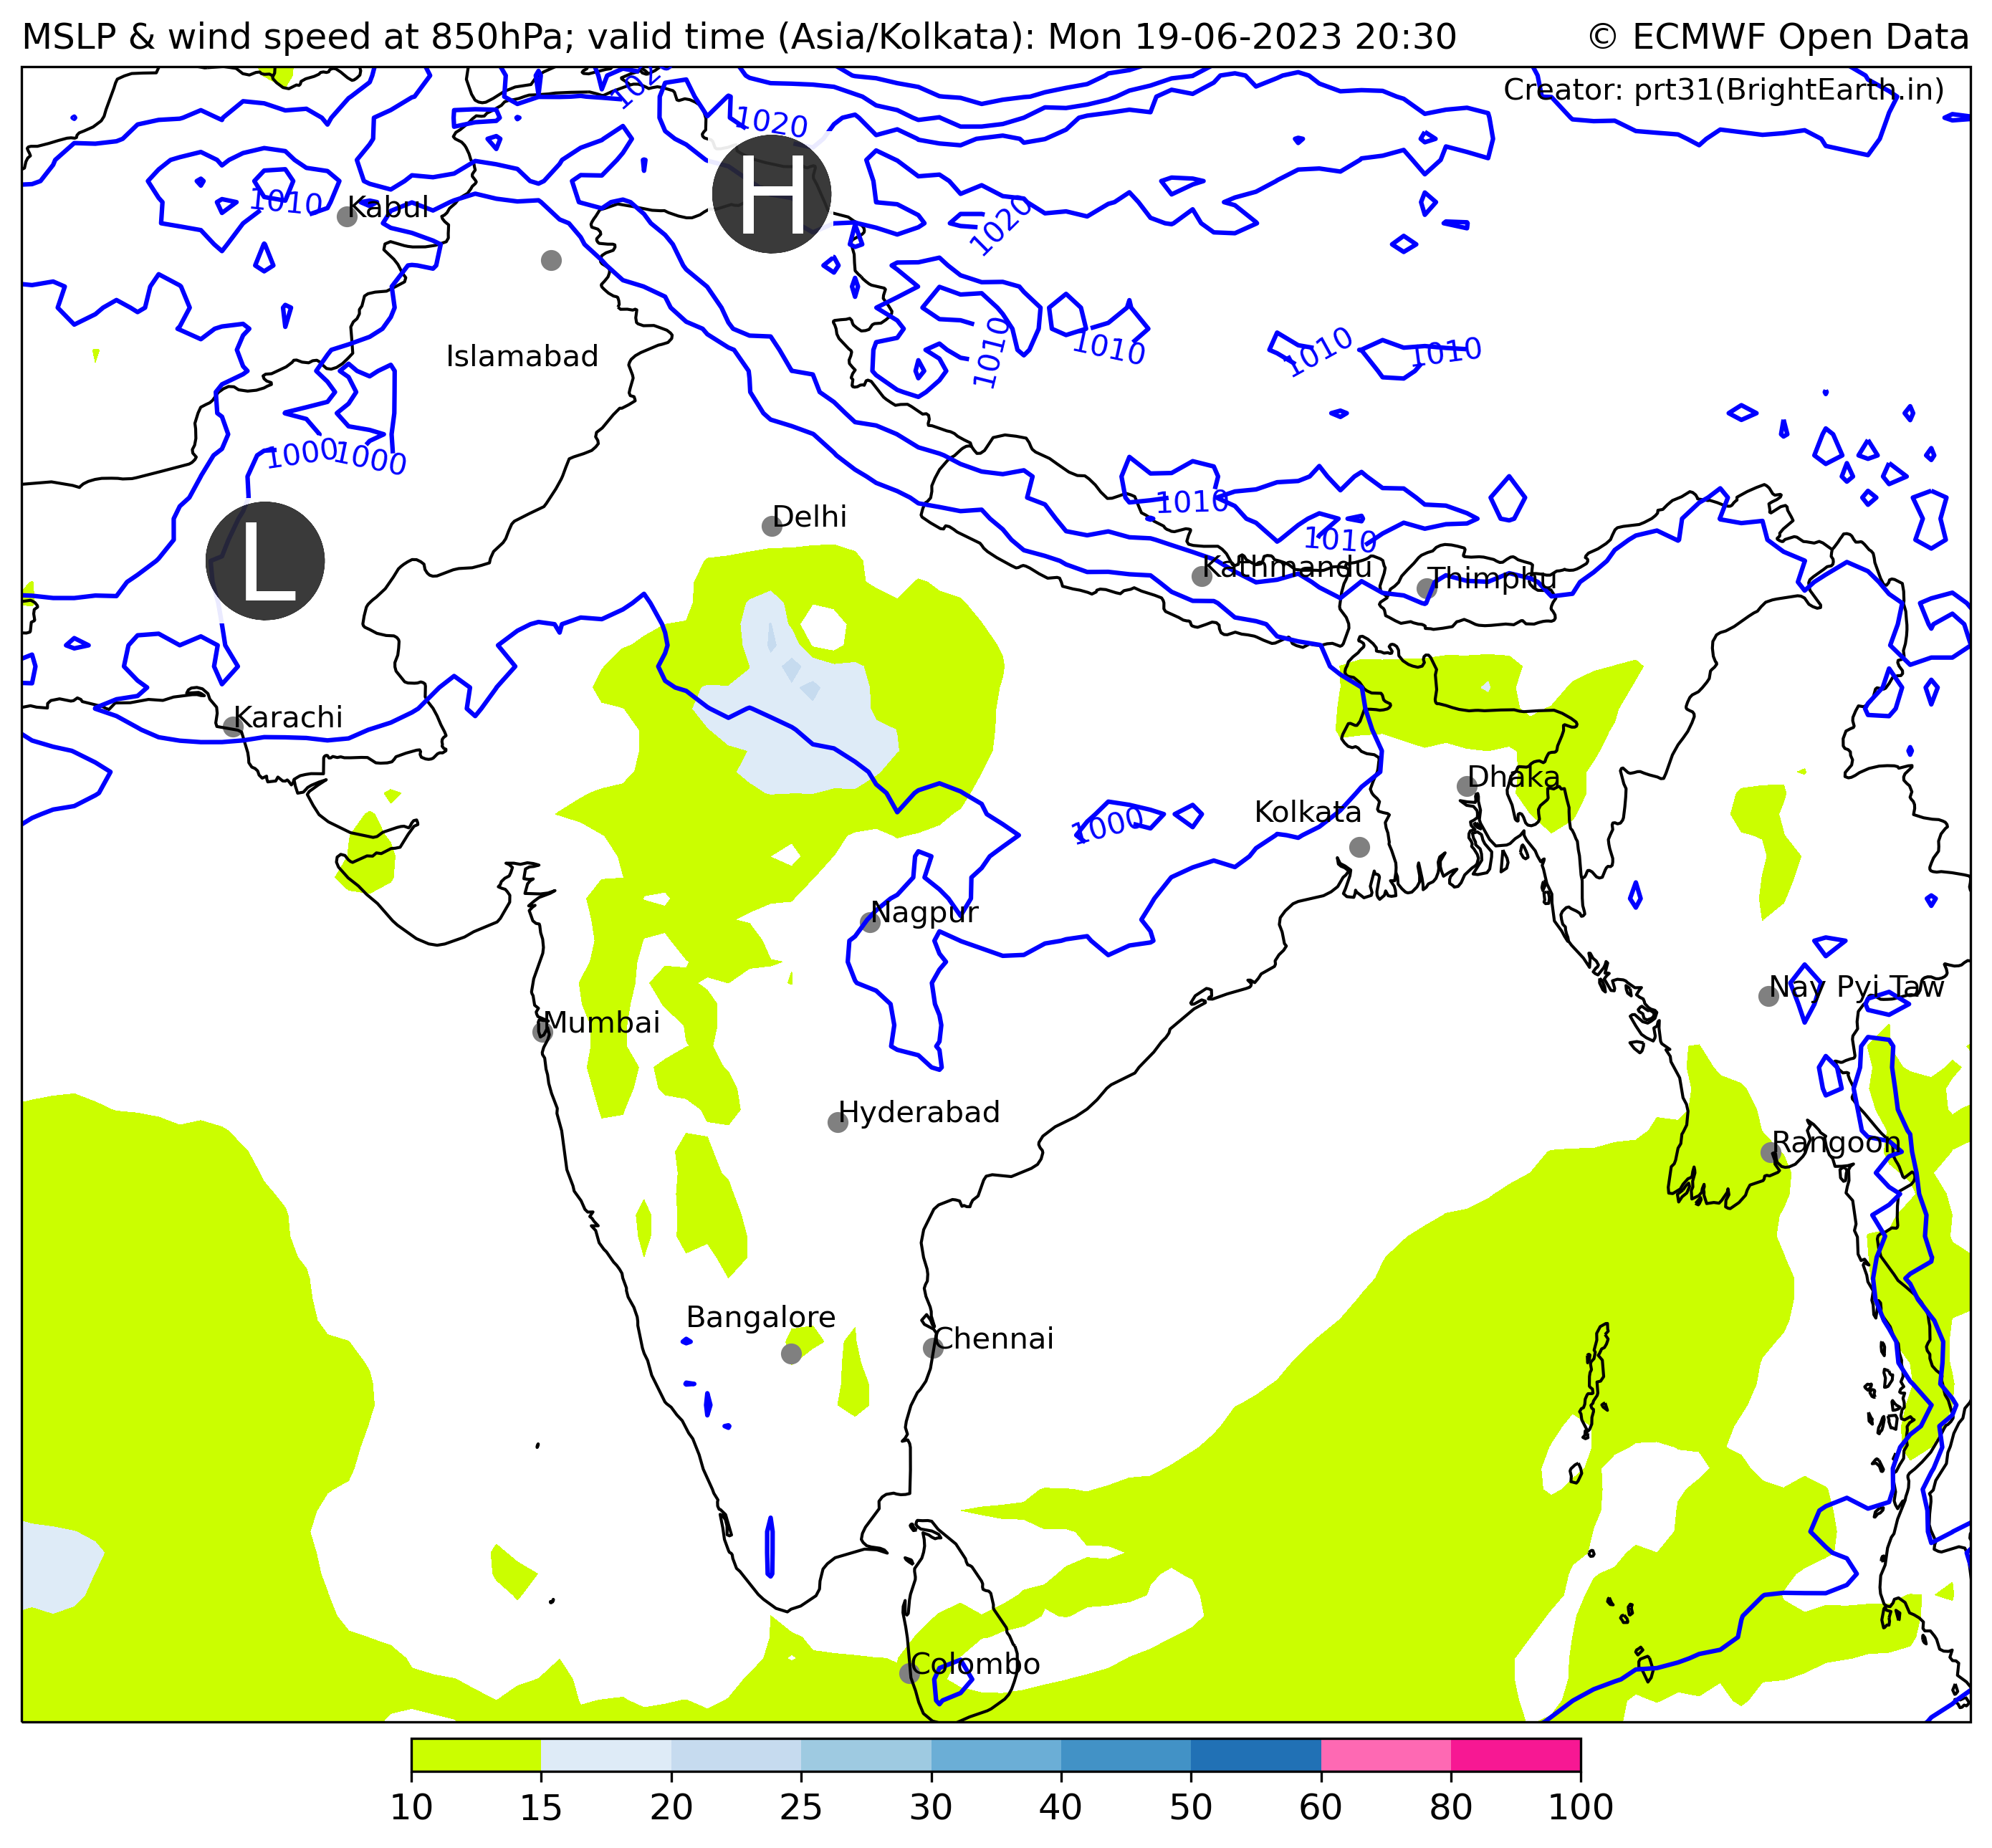 MSLP & wind speed at 850hPa; valid time (Asia/Kolkata): Mon 19-06-2023 20:30
© ECMWF Open Data
Creator: prt31(BrightEarth.in)
1020
1020
H
1010
Kabul
1020
1010
1010
1010
1010
Islamabad
1000
1000
L
Delhi
1010
1010
Kathmandu
Thimphu
Karachi
Dhaka
Kolkata
1000
Nagpur
Nay Pyi Taw
Mumbai
Hyderabad
Rangoon
Bangalore
Chennai
Colombo
10 15 20 25 30 40 50 60 80 100